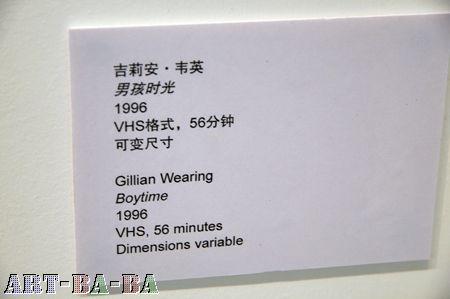 吉莉安·韦英
男孩时光
1996
VHS格式，56分钟
可变尺寸
Gillian Wearing
Boytime
1996
VHS, 56 minutes
Dimensions variable
ART-BA-BA